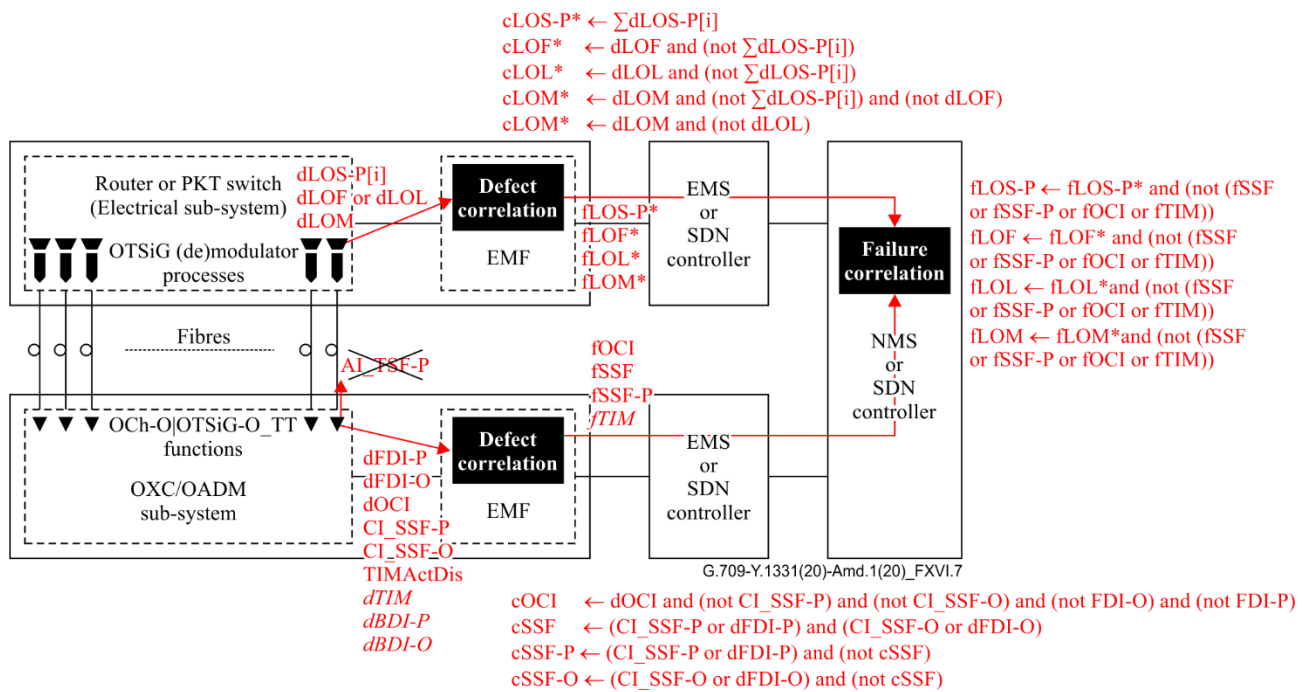 cLOS-P* ← ∑dLOS-P[i]
cLOF* ← dLOF and (not ∑dLOS-P[i])
cLOL* ← dLOL and (not ∑dLOS-P[i])
cLOM* ← dLOM and (not ∑dLOS-P[i]) and (not dLOF)
cLOM* ← dLOM and (not dLOL)
Router or PKT switch
(Electrical sub-system)
OTSiG (de)modulator
processes
dLOS-P[i]
dLOF or dLOL
dLOM
Defect
correlation
EMF
fLOS-P*
fLOF*
fLOL*
fLOM*
EMS
or
SDN
controller
Failure
correlation
NMS
or
SDN
controller
fLOS-P ← fLOS-P* and (not (fSSF
or fSSF-P or fOCI or fTIM))
fLOF ← fLOF* and (not (fSSF
or fSSF-P or fOCI or fTIM))
fLOL ← fLOL*and (not (fSSF
or fSSF-P or fOCI or fTIM))
fLOM ← fLOM*and (not (fSSF
or fSSF-P or fOCI or fTIM))
Fibres
AI_TSF-P
fOCI
fSSF
fSSF-P
fTIM
OCh-O|OTSiG-O_TT
functions
OXC/OADM
sub-system
Defect
correlation
EMF
EMS
or
SDN
controller
dFDI-P
dFDI-O
dOCI
CI_SSF-P
CI_SSF-O
TIMActDis
dTIM
dBDI-P
dBDI-O
G.709-Y.1331(20)-Amd.1(20)_FXVI.7
cOCI ← dOCI and (not CI_SSF-P) and (not CI_SSF-O) and (not FDI-O) and (not FDI-P)
cSSF ← (CI_SSF-P or dFDI-P) and (CI_SSF-O or dFDI-O)
cSSF-P ← (CI_SSF-P or dFDI-P) and (not cSSF)
cSSF-O ← (CI_SSF-O or dFDI-O) and (not cSSF)